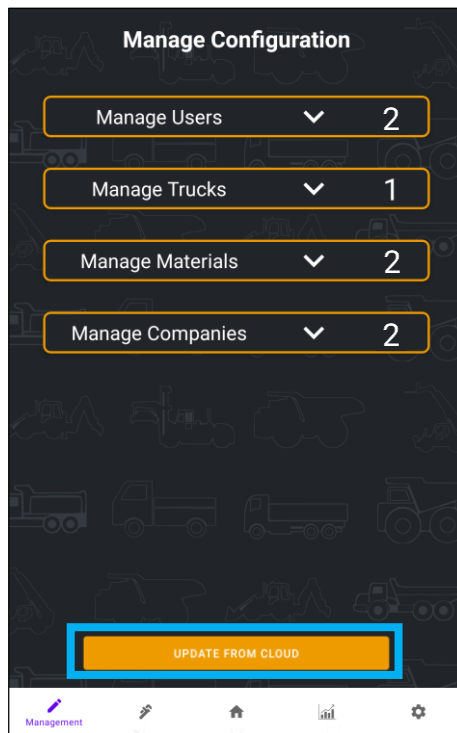 Manage Configuration
Manage Users 2
Manage Trucks 1
Manage Materials 2
Manage Companies 2
UPDATE FROM CLOUD
Management